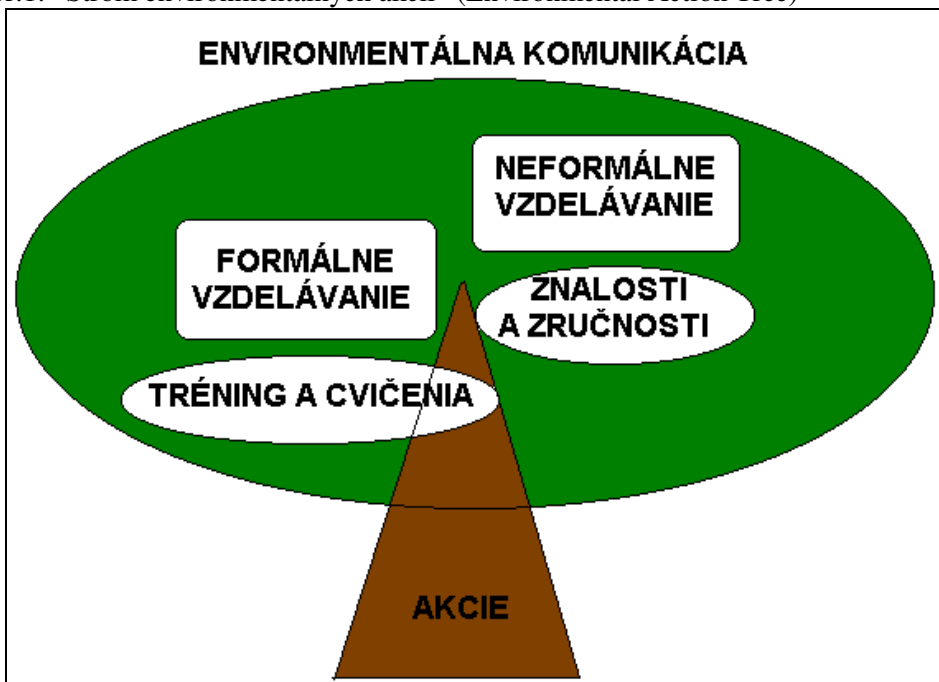 "Strom environmentálnych akcií" (Environmental Action Tree)
ENVIRONMENTÁLNA KOMUNIKÁCIA
NEFORMÁLNE
VZDELÁVANIE
FORMÁLNE
VZDELÁVANIE
ZNALOSTI
A ZRUČNOSTI
TRÉNING A CVIČENIA
AKCIE